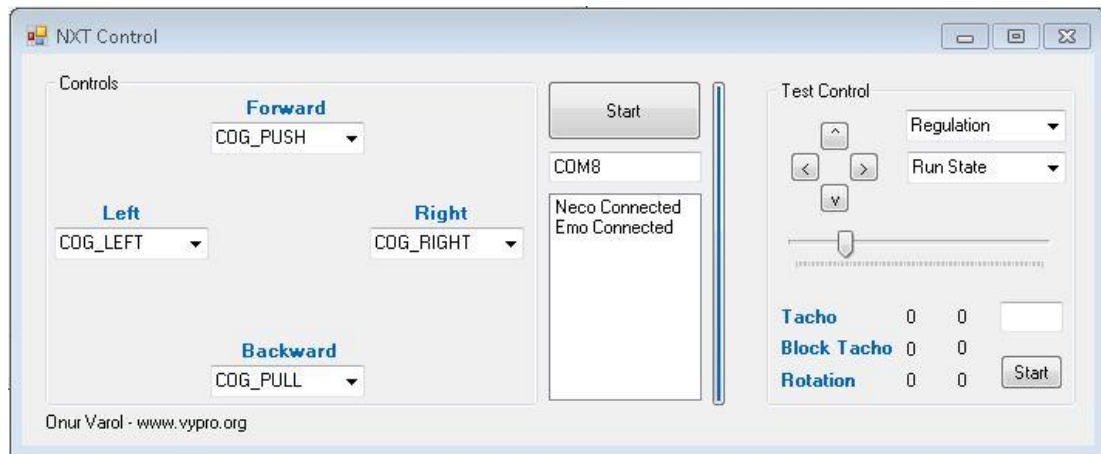 NXT Control
Controls
Forward
COG_PUSH
Left
COG_LEFT
Right
COG_RIGHT
Backward
COG_PULL
Onur Varol - www.vypro.org
Start
COM8
Neco Connected
Emo Connected
Test Control
^
< >
v
Regulation
Run State
Tacho 0 0
Block Tacho 0 0
Rotation 0 0
Start